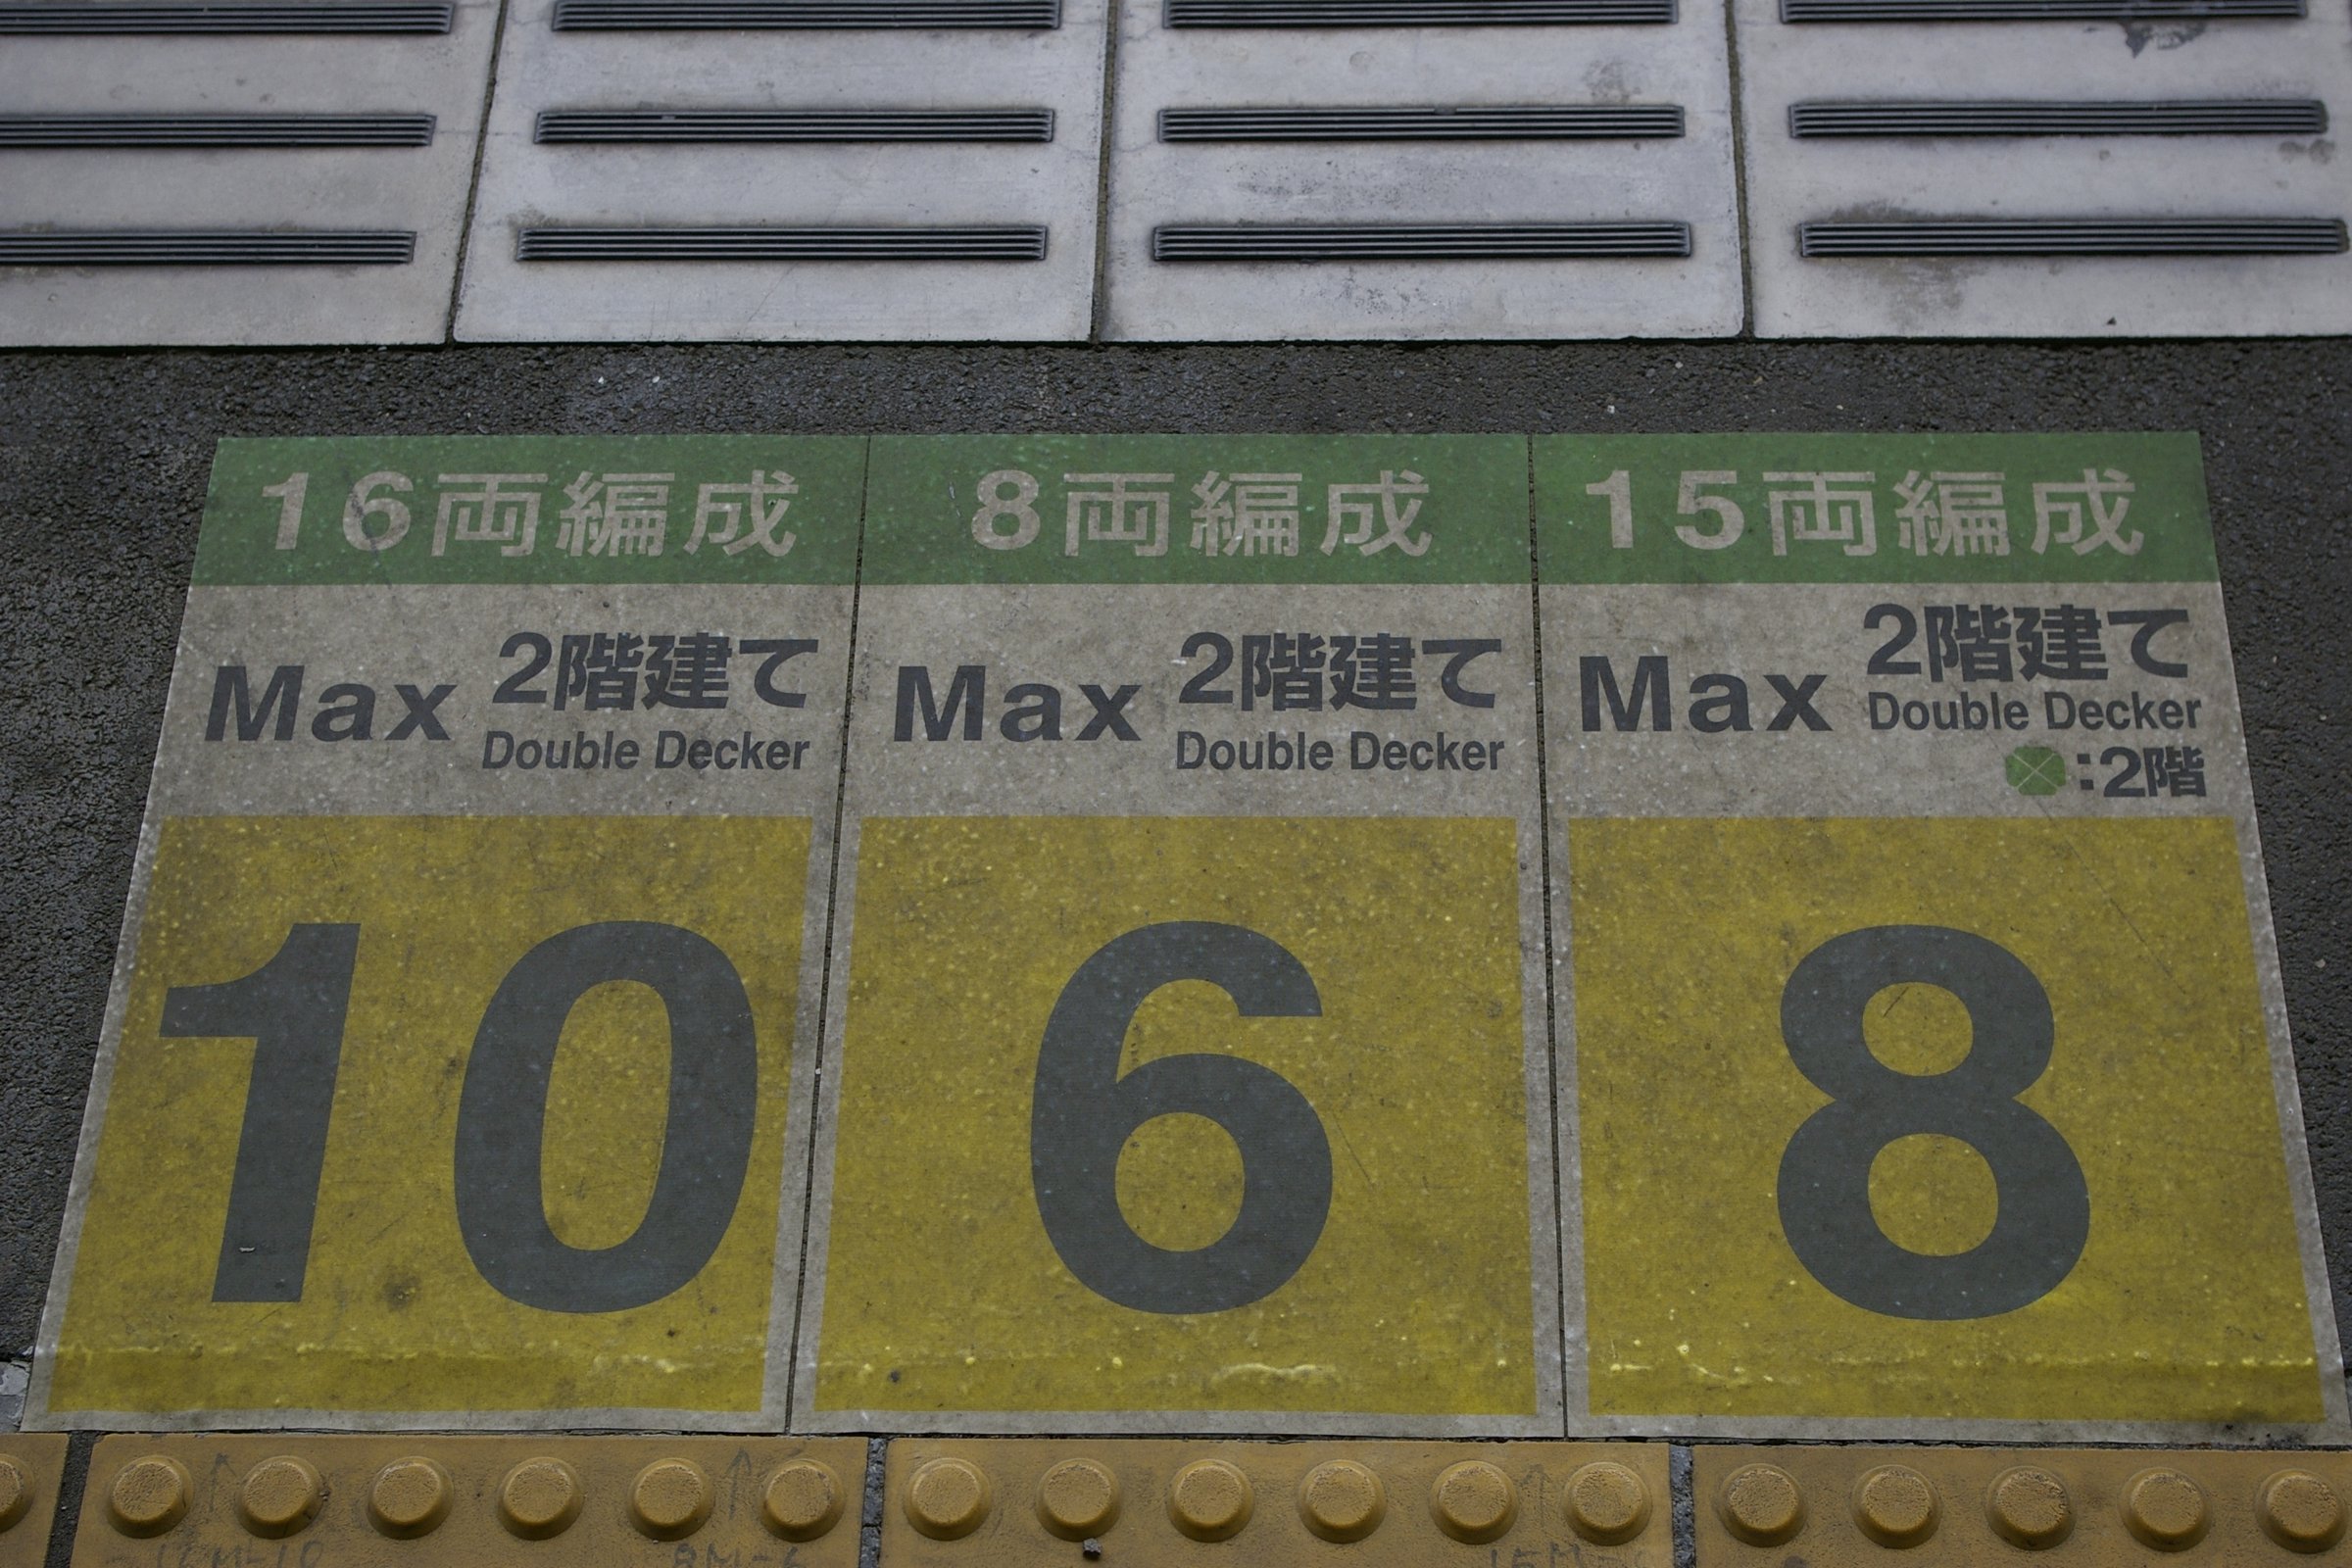 16両編成
Max 2階建て
Double Decker
10
8両編成
Max 2階建て
Double Decker
6
15両編成
Max 2階建て
Double Decker
:2階
8
8M-6